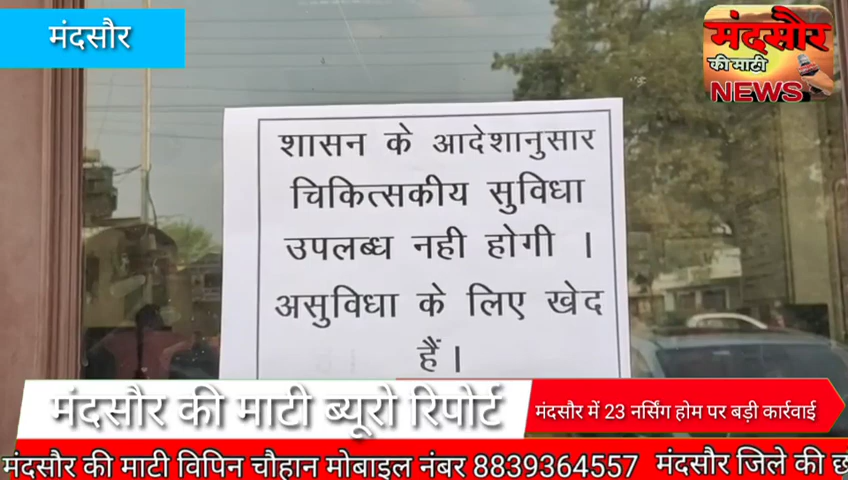 मंदसौर
मंदसौर
की माटी
NEWS
शासन के आदेशानुसार
चिकित्सकीय सुविधा
उपलब्ध नही होगी ।
असुविधा के लिए खेद
हैं ।
मंदसौर की माटी ब्यूरो रिपोर्ट
मंदसौर में 23 नर्सिंग होम पर बड़ी कार्रवाई
मंदसौर की माटी विपिन चौहान मोबाइल नंबर 8839364557 मंदसौर जिले की